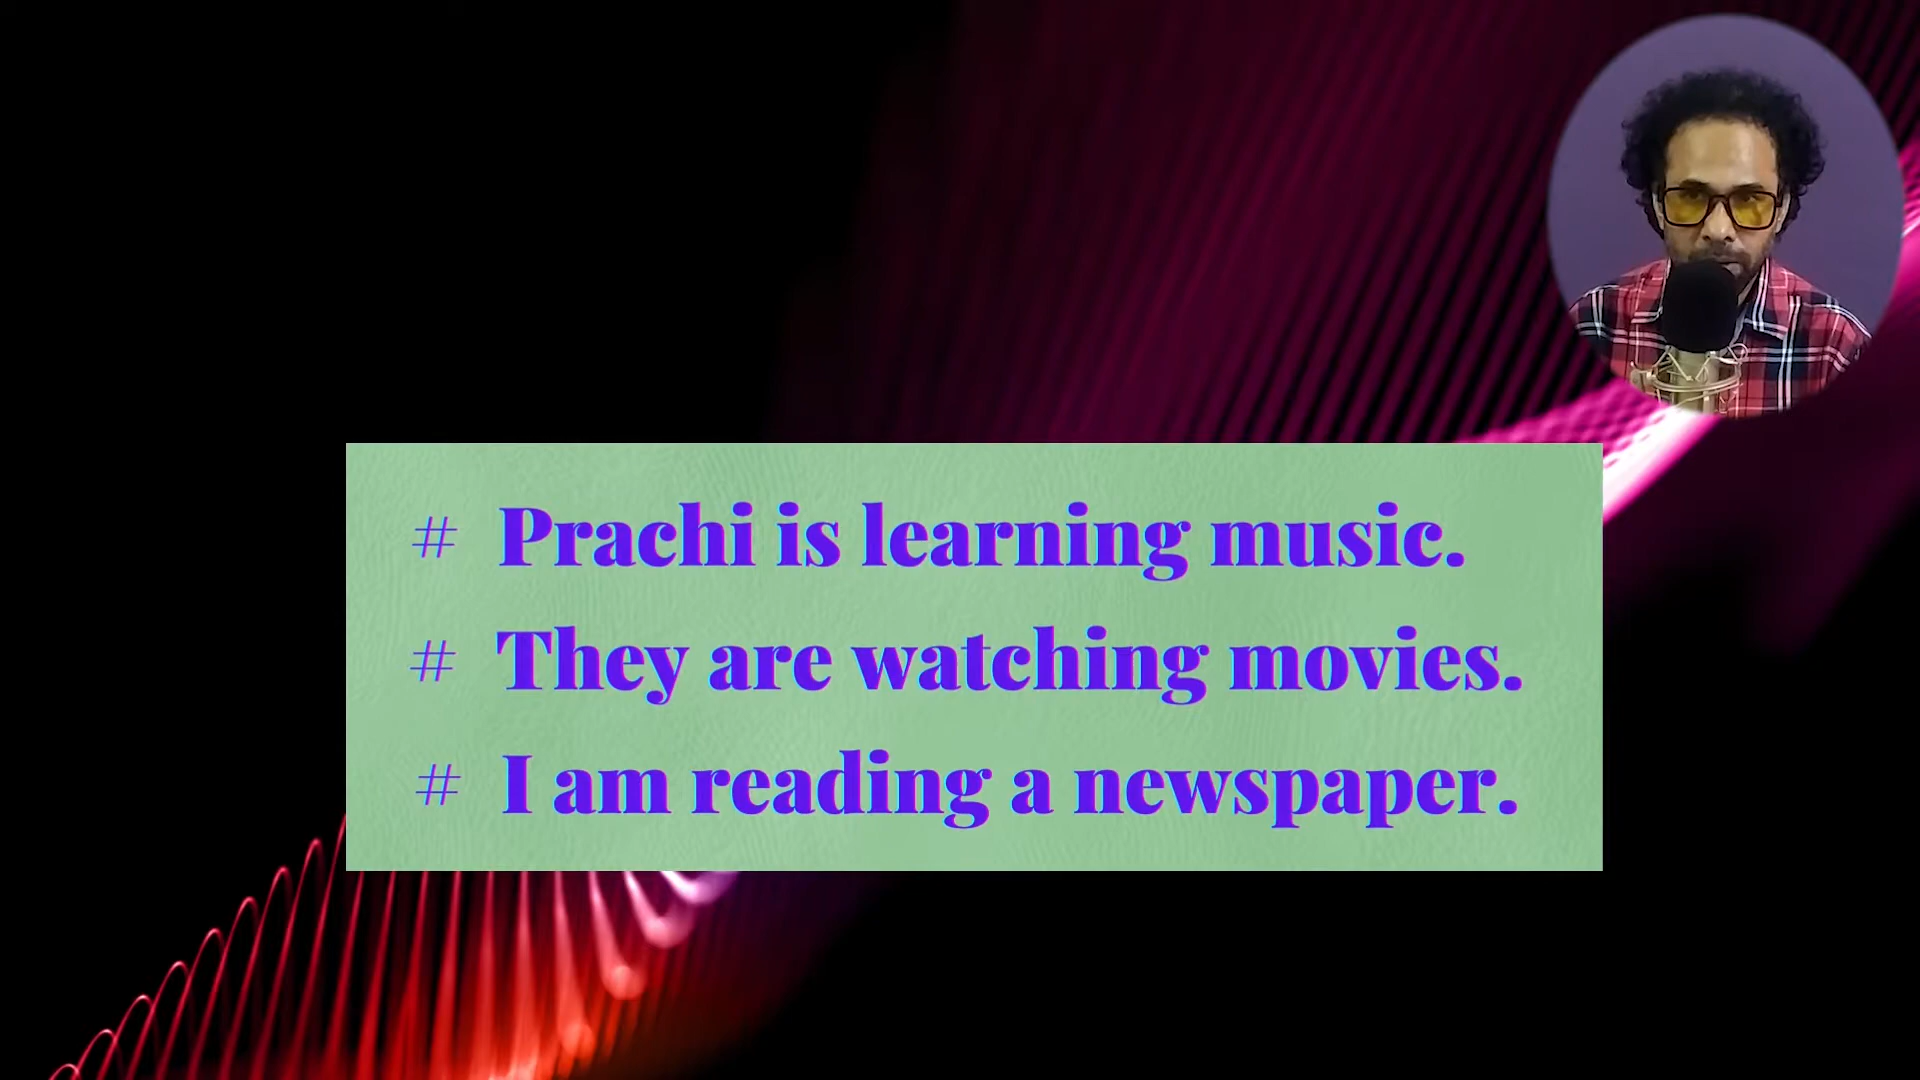 # Prachi is learning music.
# They are watching movies.
# I am reading a newspaper.